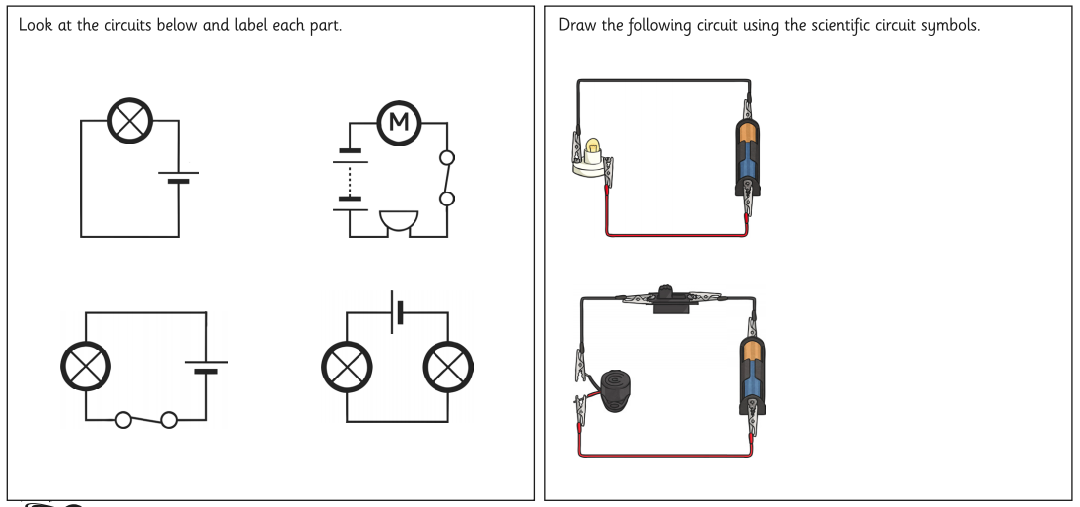 Look at the circuits below and label each part.
M
Draw the following circuit using the scientific circuit symbols.